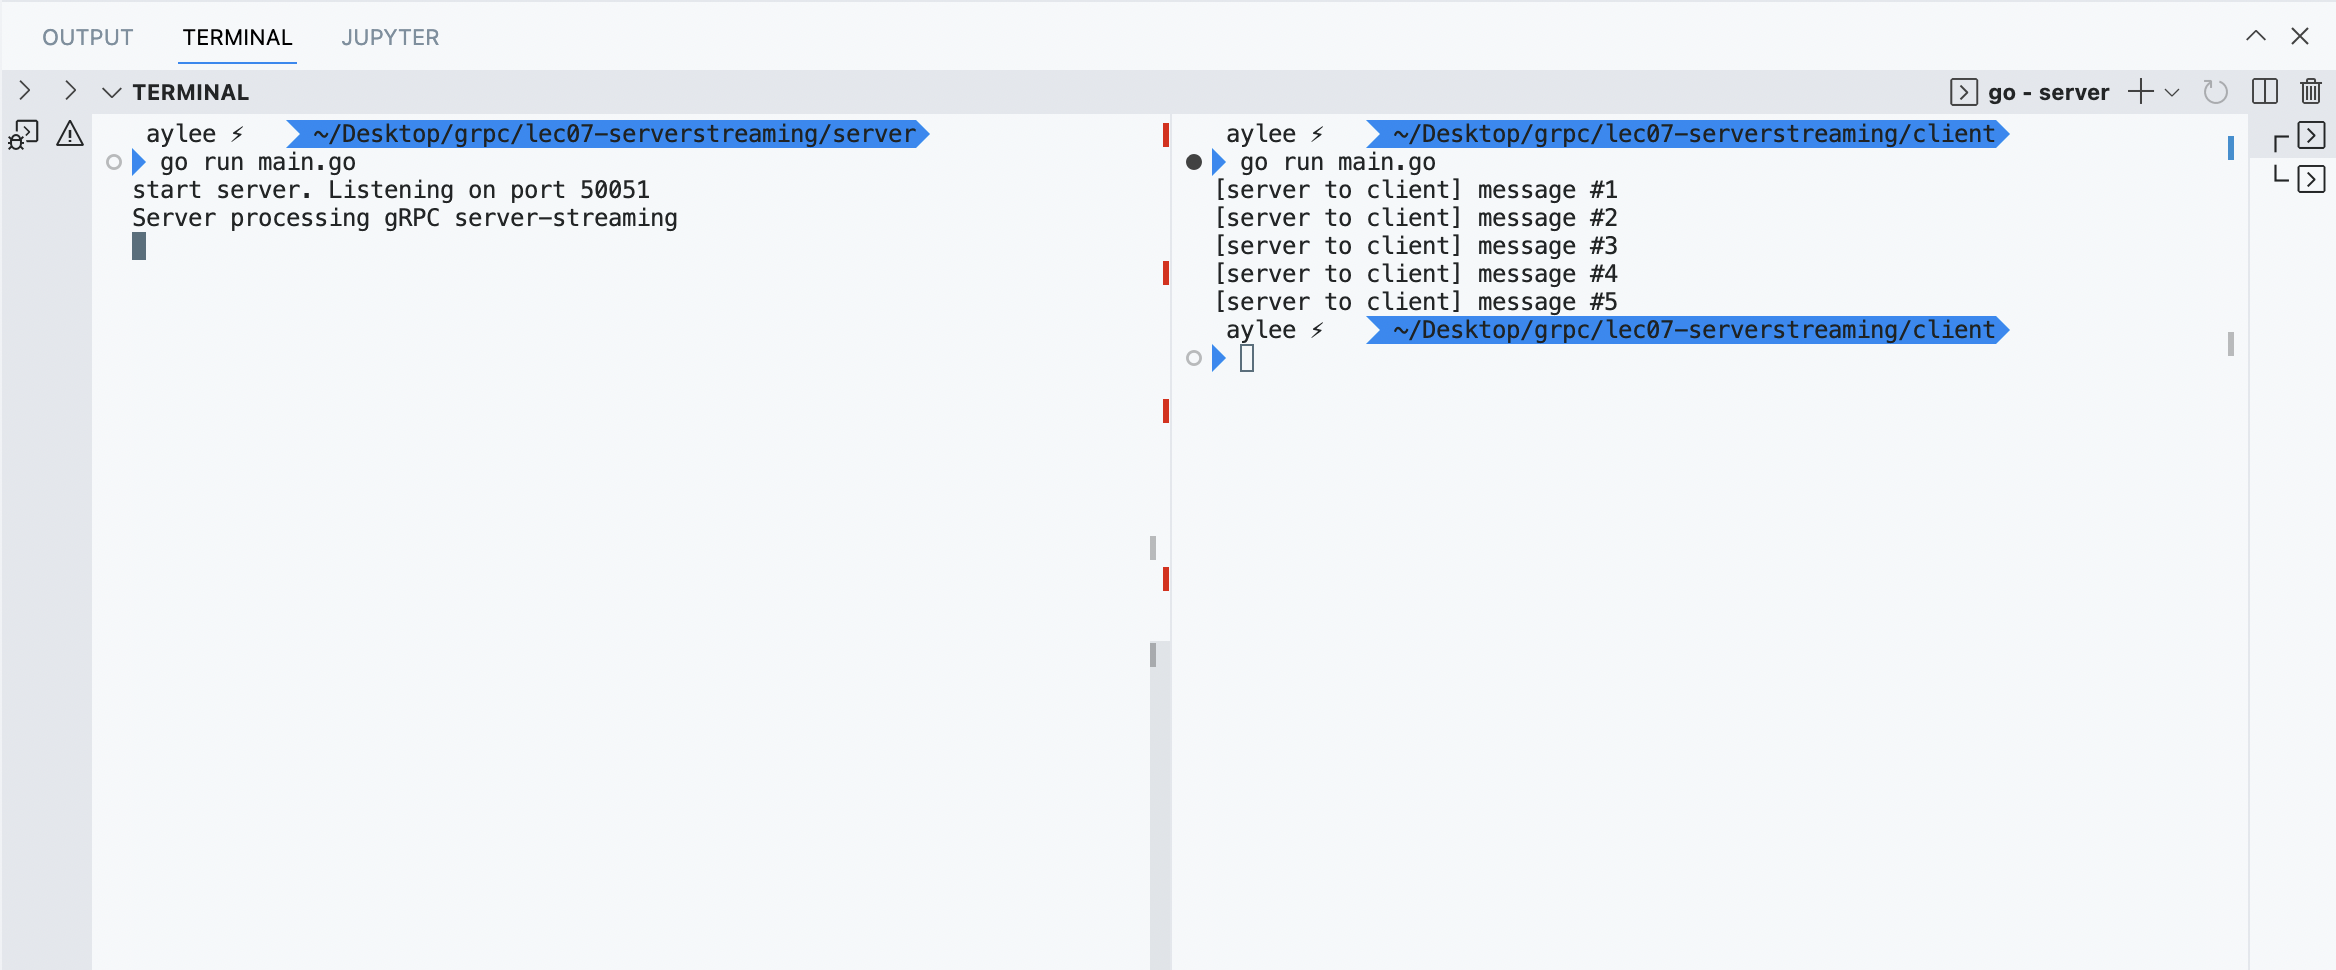 OUTPUT TERMINAL JUPYTER
TERMINAL
go - server
aylee ⚡ ~/Desktop/grpc/lec07-serverstreaming/server
go run main.go
start server. Listening on port 50051
Server processing gRPC server-streaming
aylee ⚡ ~/Desktop/grpc/lec07-serverstreaming/client
go run main.go
[server to client] message #1
[server to client] message #2
[server to client] message #3
[server to client] message #4
[server to client] message #5
aylee ⚡ ~/Desktop/grpc/lec07-serverstreaming/client